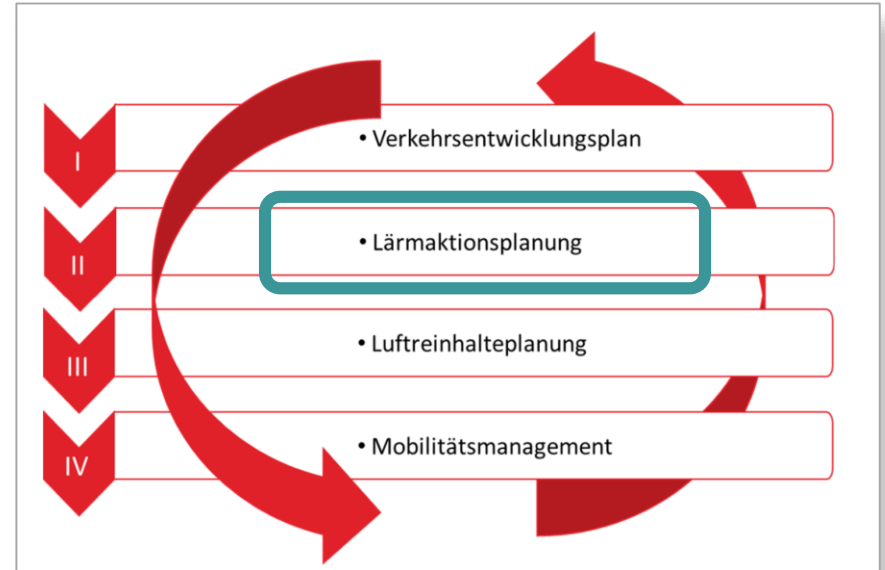 I
• Verkehrsentwicklungsplan
II
• Lärmaktionsplanung
III
• Luftreinhalteplanung
IV
• Mobilitätsmanagement